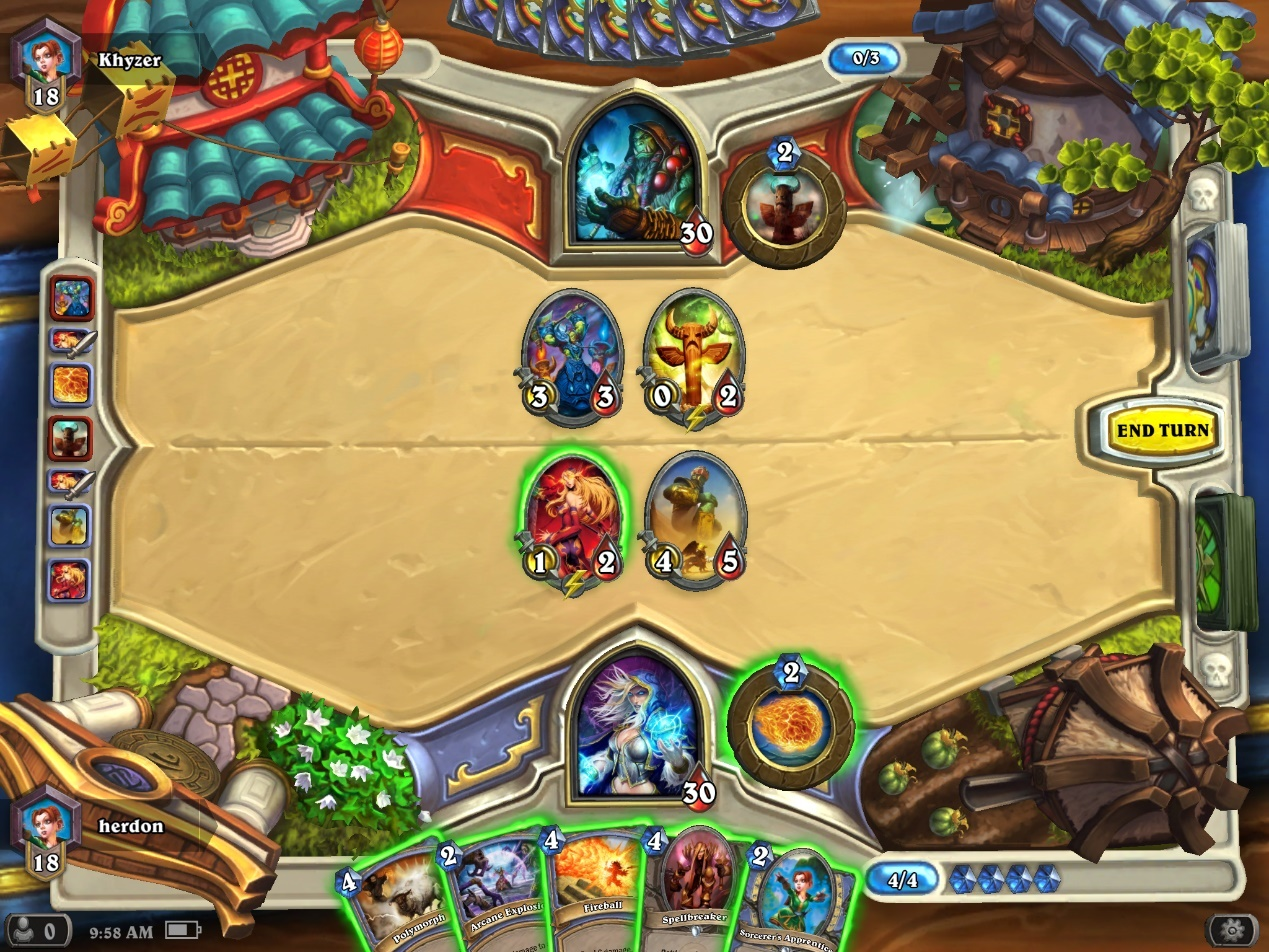 Khyzer
18
0/3
2
30
3
3
0
2
END TURN
1
2
4
5
2
30
herdon
18
4
Polymorph
2
Arcane Explosi
4
Fireball
4
Spellbreaker
2
Sorcerer's Apprentice
4/4
0
9:58 AM